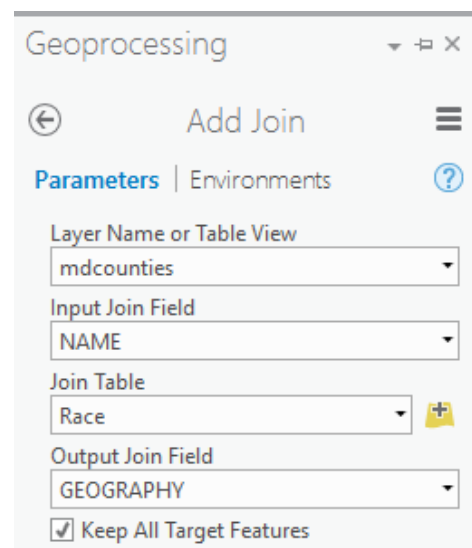 Geoprocessing
Add Join
Parameters | Environments
Layer Name or Table View
mdcounties
Input Join Field
NAME
Join Table
Race
Output Join Field
GEOGRAPHY
Keep All Target Features